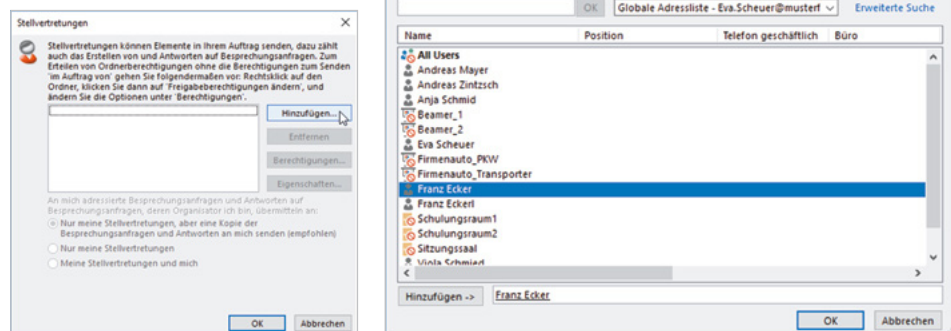 Stellvertretungen
Stellvertretungen können Elemente in Ihrem Auftrag senden, dazu zählt
auch das Erstellen von und Antworten auf Besprechungsanfragen. Zum
Erteilen von Ordnerberechtigungen ohne die Berechtigungen zum Senden
'im Auftrag von' gehen Sie folgendermaßen vor: Rechtsklick auf den
Ordner, klicken Sie dann auf 'Freigabeberechtigungen ändern', und
ändern Sie die Optionen unter 'Berechtigungen'.
Hinzufügen...
Entfernen
Berechtigungen...
Eigenschaften...
An mich adressierte Besprechungsanfragen und Antworten auf
Besprechungsanfragen, deren Organisator ich bin, übermitteln an:
Nur meine Stellvertretungen, aber eine Kopie der
Besprechungsanfragen und Antworten an mich senden (empfohlen)
Nur meine Stellvertretungen
Meine Stellvertretungen und mich
OK Abbrechen
OK Globale Adressliste - Eva.Scheuer@musterf Erweiterte Suche
Name Position Telefon geschäftlich Büro
All Users
Andreas Mayer
Andreas Zintzsch
Anja Schmid
Beamer_1
Beamer_2
Eva Scheuer
Firmenauto_PKW
Firmenauto_Transporter
Franz Ecker
Franz Eckerl
Schulungsraum1
Schulungsraum2
Sitzungssaal
Viola Schmied
Hinzufügen -> Franz Ecker
OK Abbrechen